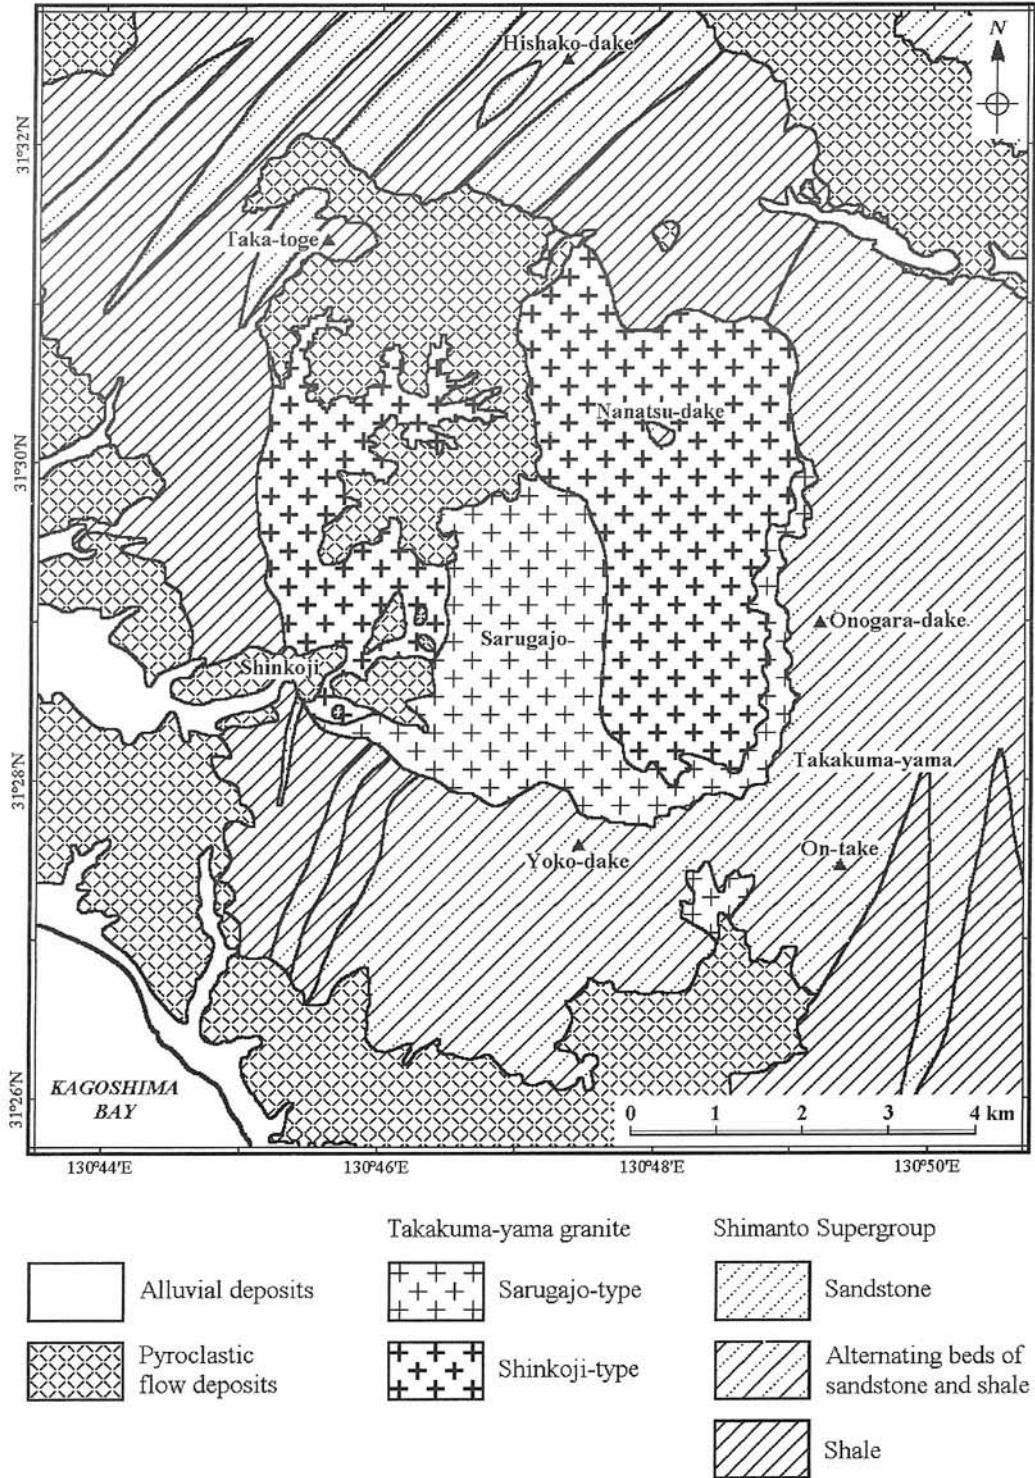 N
Hishako-dake
31°32'N
Taka-toge
Nanatsu-dake
31°30'N
Sarugajo
Onogara-dake
Shinkoji
31°28'N
Takakuma-yama
Yoko-dake
On-take
31°26'N
KAGOSHIMA
BAY
0 1 2 3 4 km
130°44'E 130°46'E 130°48'E 130°50'E
Takakuma-yama granite
Shimanto Supergroup
Alluvial deposits
Sarugajo-type
Sandstone
Pyroclastic
flow deposits
Shinkoji-type
Alternating beds of
sandstone and shale
Shale